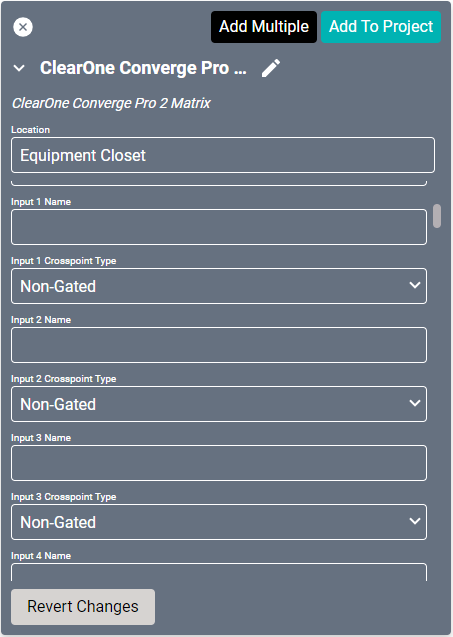 Add Multiple
Add To Project
ClearOne Converge Pro ...
ClearOne Converge Pro 2 Matrix
Location
Equipment Closet
Input 1 Name
Input 1 Crosspoint Type
Non-Gated
Input 2 Name
Input 2 Crosspoint Type
Non-Gated
Input 3 Name
Input 3 Crosspoint Type
Non-Gated
Input 4 Name
Revert Changes